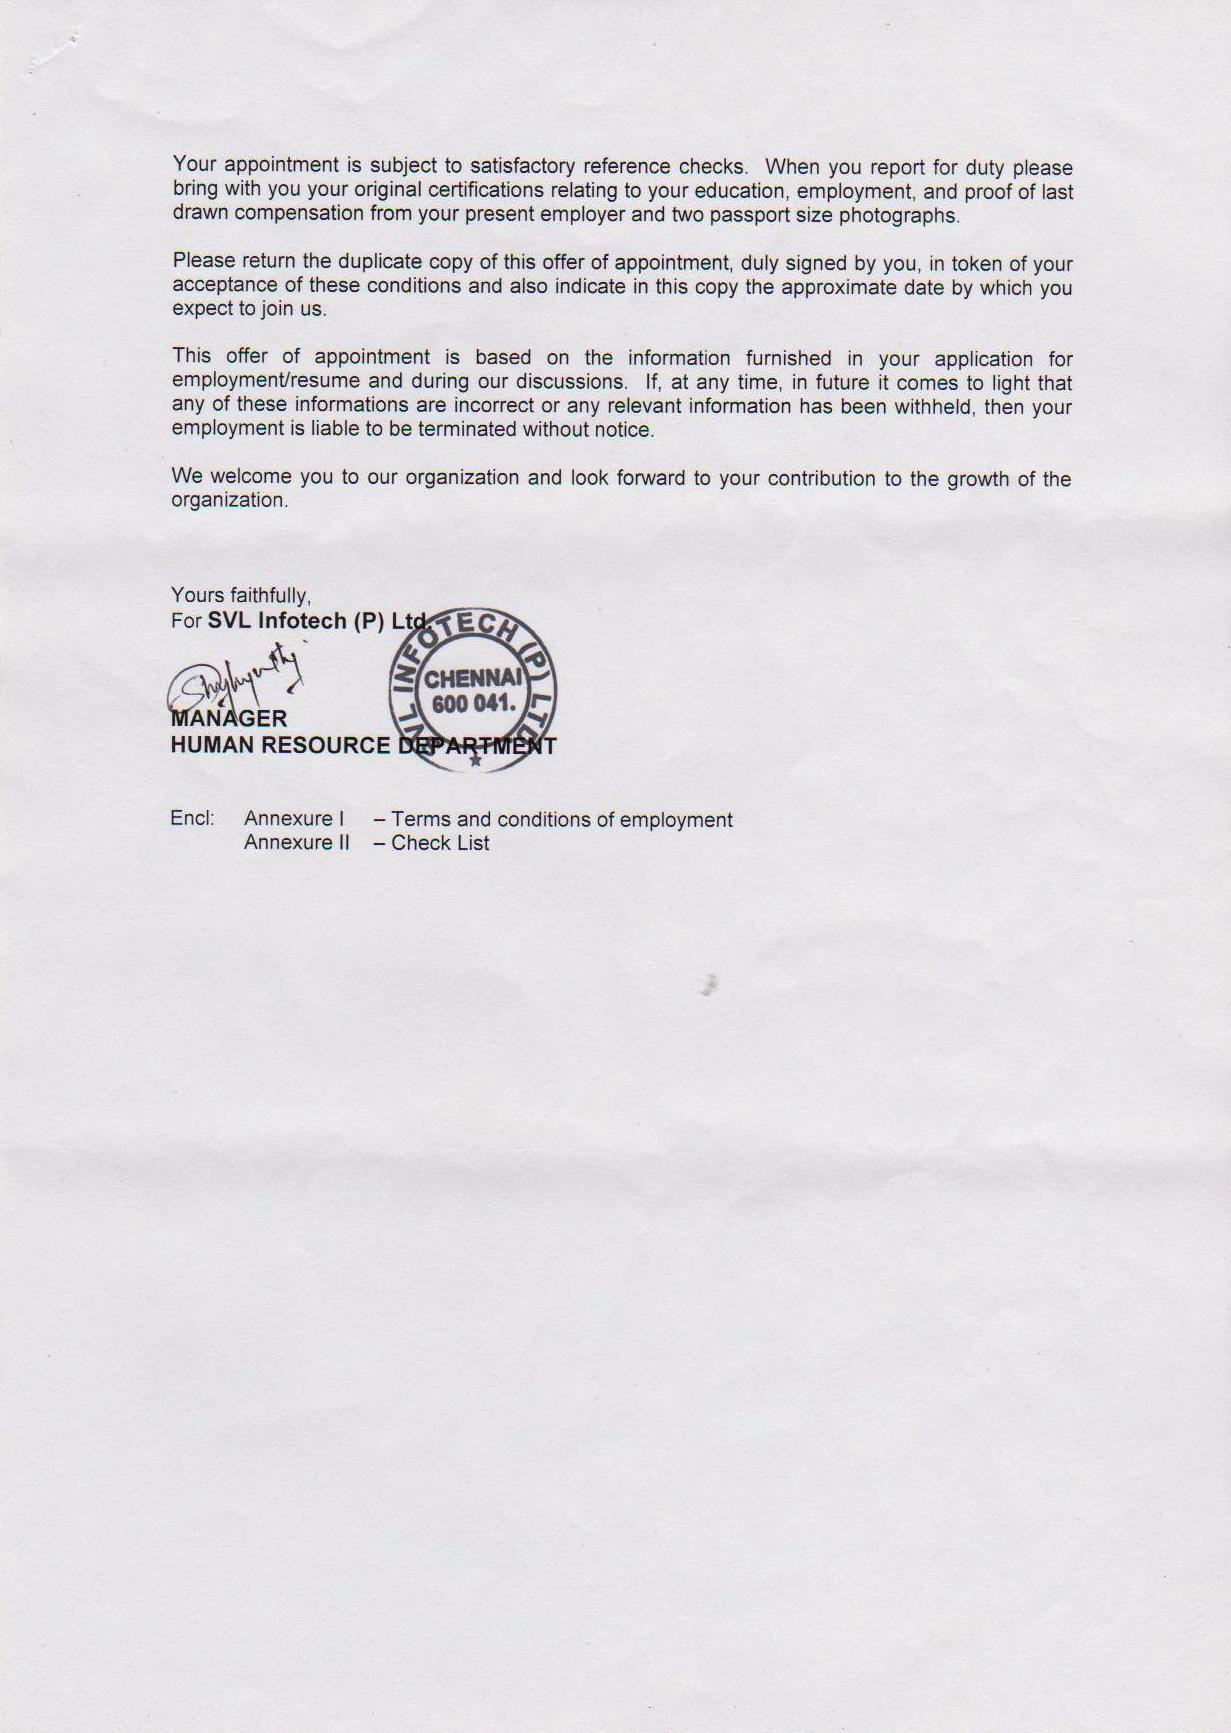 Your appointment is subject to satisfactory reference checks. When you report for duty please
bring with you your original certifications relating to your education, employment, and proof of last
drawn compensation from your present employer and two passport size photographs.
Please return the duplicate copy of this offer of appointment, duly signed by you, in token of your
acceptance of these conditions and also indicate in this copy the approximate date by which you
expect to join us.
This offer of appointment is based on the information furnished in your application for
employment/resume and during our discussions. If, at any time, in future it comes to light that
any of these informations are incorrect or any relevant information has been withheld, then your
employment is liable to be terminated without notice.
We welcome you to our organization and look forward to your contribution to the growth of the
organization.
Yours faithfully,
For SVL Infotech (P) Ltd.
SVL INFOTECH (P) LTD.
CHENNAI
600 041.
MANAGER
HUMAN RESOURCE DEPARTMENT
Encl: Annexure I – Terms and conditions of employment
Annexure II – Check List